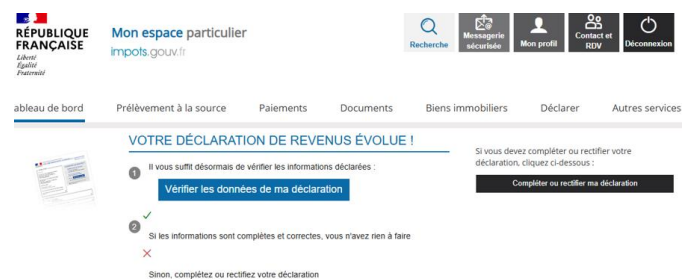 RÉPUBLIQUE
FRANÇAISE
Liberté
Égalité
Fraternité
Mon espace particulier
impots.gouv.fr
Recherche
Messagerie
sécurisée
Mon profil
Contact et
RDV
Déconnexion
ableau de bord Prélèvement à la source Paiements Documents Biens immobiliers Déclarer Autres services
VOTRE DÉCLARATION DE REVENUS ÉVOLUE !
1 Il vous suffit désormais de vérifier les informations déclarées :
Vérifier les données de ma déclaration
2
Si les informations sont complètes et correctes, vous n'avez rien à faire
Sinon, complétez ou rectifiez votre déclaration
Si vous devez compléter ou rectifier votre
déclaration, cliquez ci-dessous :
Compléter ou rectifier ma déclaration